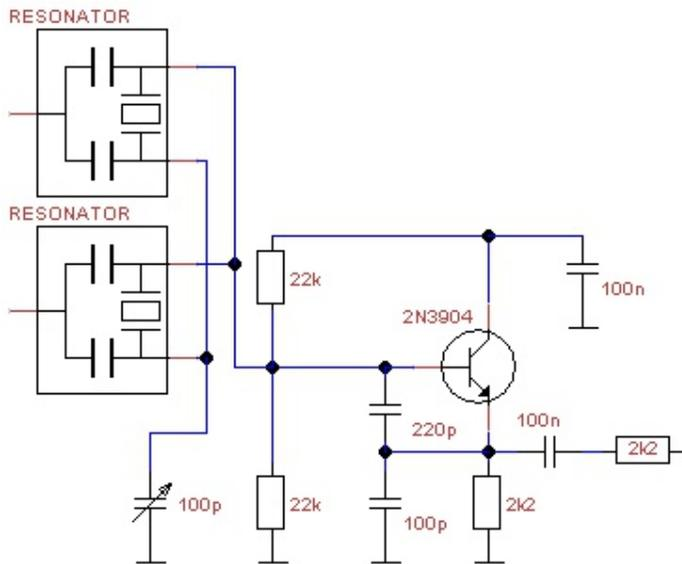 RESONATOR
RESONATOR
22k
100n
2N3904
220p
100n
2k2
100p
22k
100p
2k2